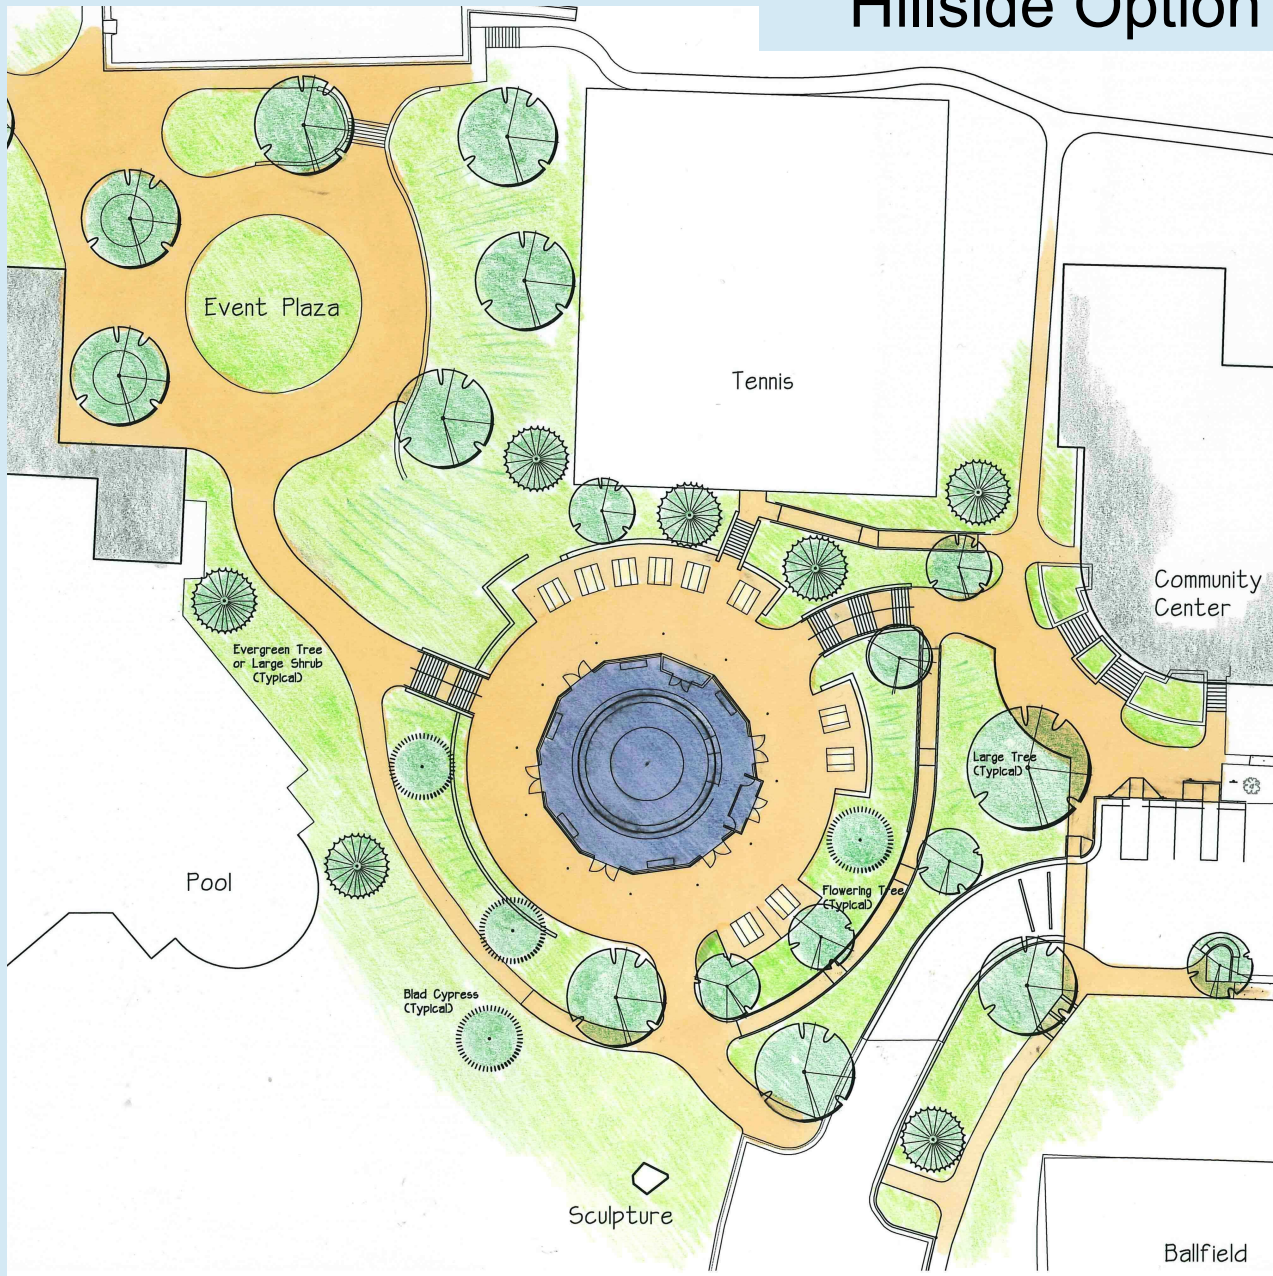 Hillside Option
Event Plaza
Tennis
Community
Center
Evergreen Tree
or Large Shrub
(Typical)
Large Tree
(Typical)
Pool
Flowering Tree
(Typical)
Blad Cypress
(Typical)
Sculpture
Ballfield